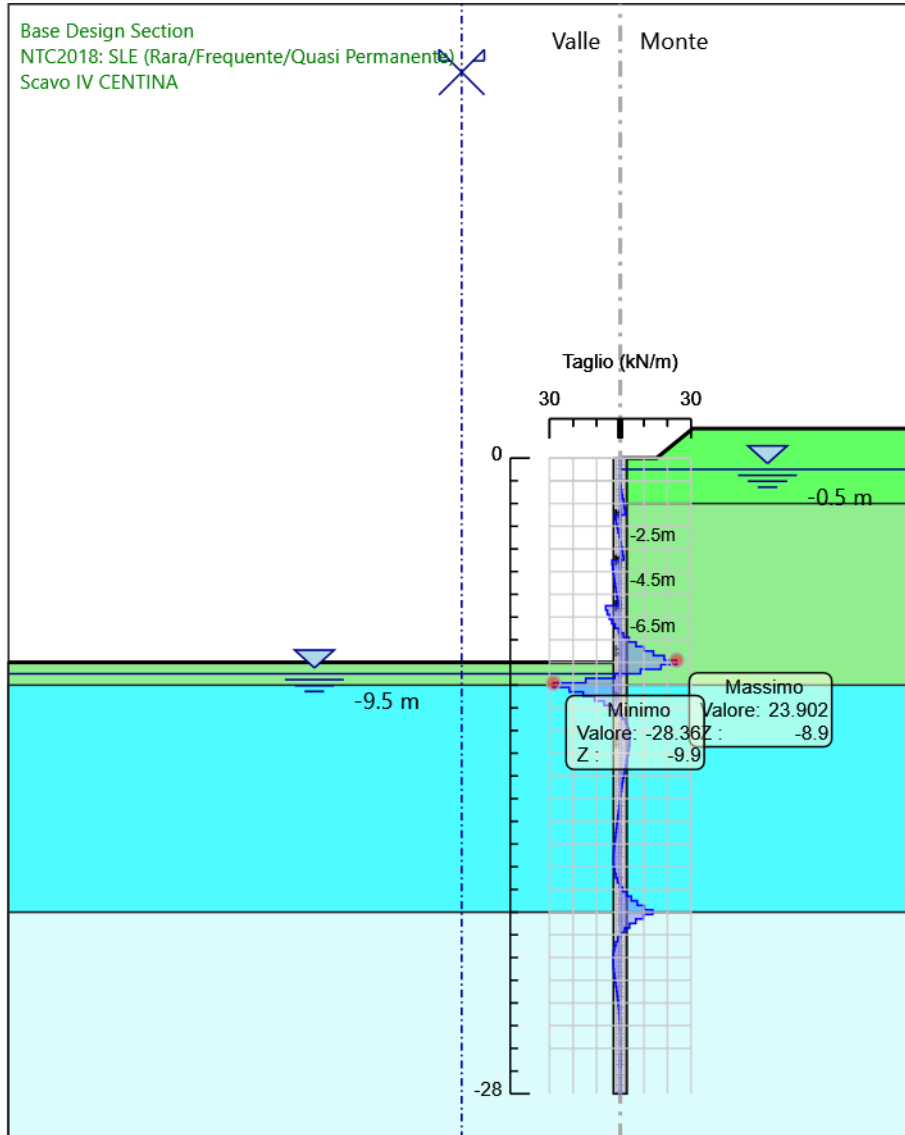 Base Design Section
NTC2018: SLE (Rara/Frequente/Quasi Permanente)
Scavo IV CENTINA
Valle
Monte
Taglio (kN/m)
30
30
0
-0.5 m
-2.5m
-4.5m
-6.5m
-9.5 m
Massimo
Valore: 23.902
Z : -8.9
Minimo
Valore: -28.36
Z : -9.9
-28